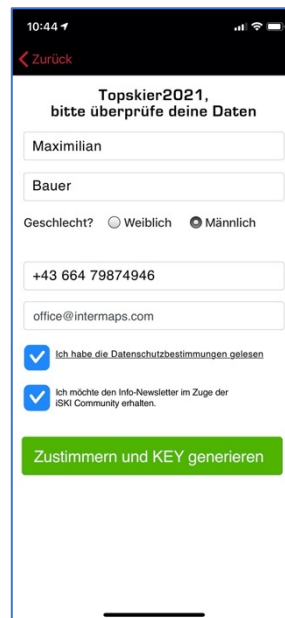 10:44
Zurück
Topskier2021,
bitte überprüfe deine Daten
Maximilian
Bauer
Geschlecht? Weiblich Männlich
+43 664 79874946
office@intermaps.com
Ich habe die Datenschutzbestimmungen gelesen
Ich möchte den Info-Newsletter im Zuge der
iSKI Community erhalten.
Zustimmern und KEY generieren